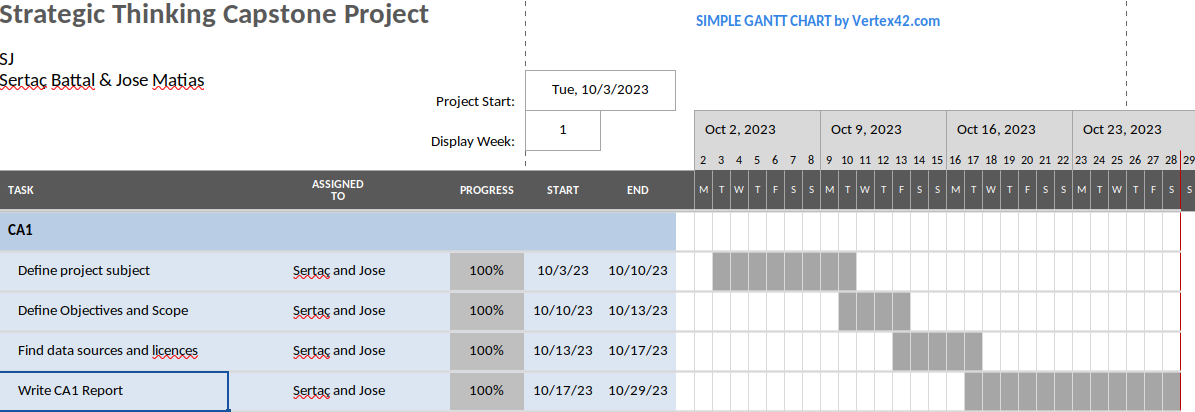 Strategic Thinking Capstone Project
SIMPLE GANTT CHART by Vertex42.com
SJ
Sertaç Battal & Jose Matias
Project Start: Tue, 10/3/2023
Display Week: 1
Oct 2, 2023 Oct 9, 2023 Oct 16, 2023 Oct 23, 2023
2 3 4 5 6 7 8 9 10 11 12 13 14 15 16 17 18 19 20 21 22 23 24 25 26 27 28 29
TASK ASSIGNED TO PROGRESS START END M T W T F S S M T W T F S S M T W T F S S M T W T F S S
CA1
Define project subject Sertaç and Jose 100% 10/3/23 10/10/23
Define Objectives and Scope Sertaç and Jose 100% 10/10/23 10/13/23
Find data sources and licences Sertaç and Jose 100% 10/13/23 10/17/23
Write CA1 Report Sertaç and Jose 100% 10/17/23 10/29/23